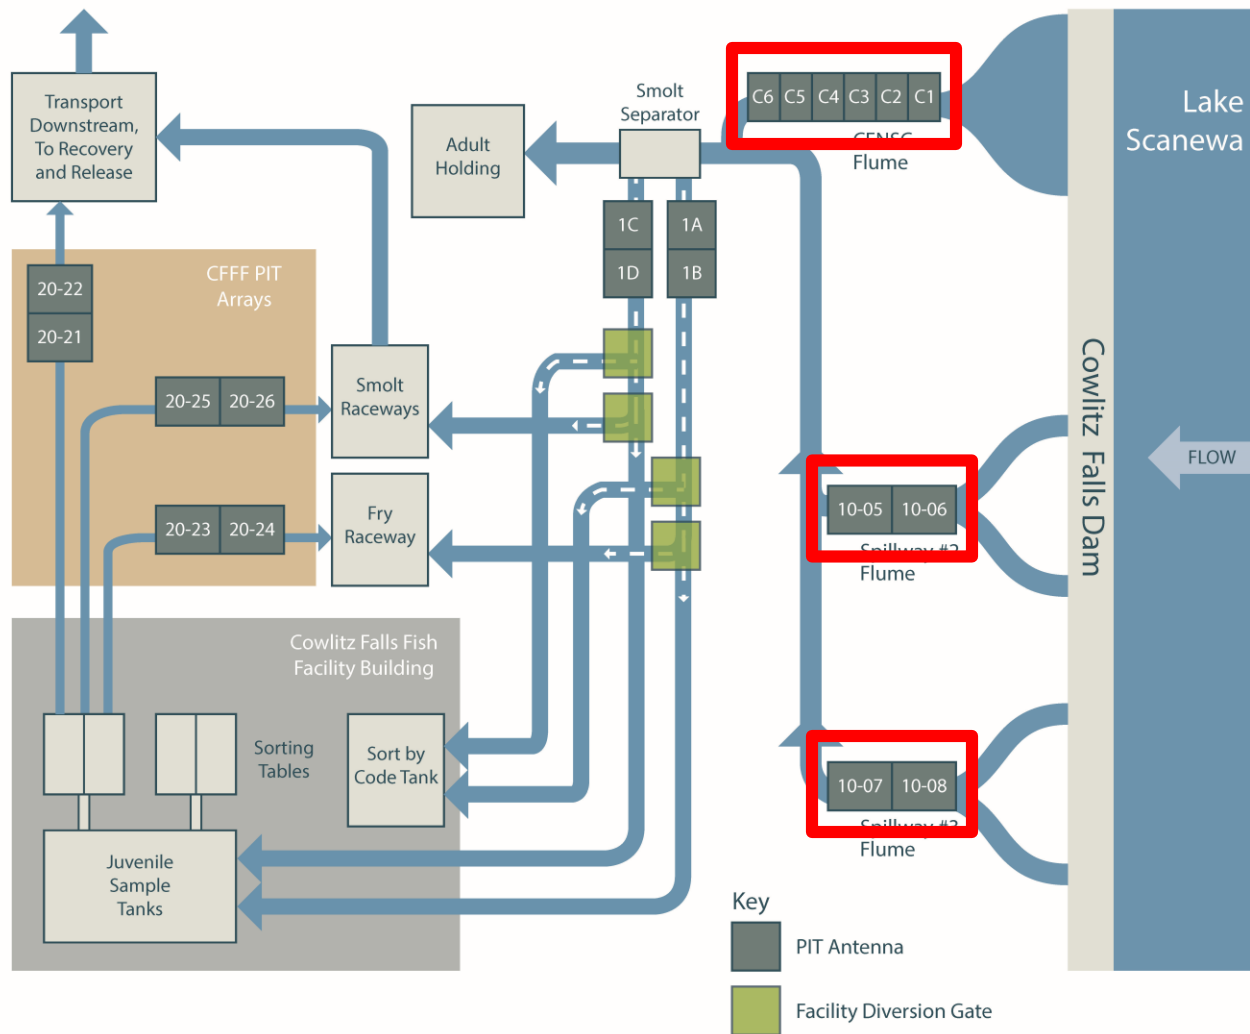 Transport
Downstream,
To Recovery
and Release
Adult
Holding
Smolt
Separator
C6 C5 C4 C3 C2 C1
Flume
Lake
Scanewa
1C
1A
1D
1B
CFFF PIT
Arrays
20-22
20-21
20-25 20-26
Smolt
Raceways
20-23 20-24
Fry
Raceway
10-05 10-06
Flume
Cowlitz Falls Dam
FLOW
Cowlitz Falls Fish
Facility Building
Sorting
Tables
Sort by
Code Tank
10-07 10-08
Flume
Juvenile
Sample
Tanks
Key
PIT Antenna
Facility Diversion Gate